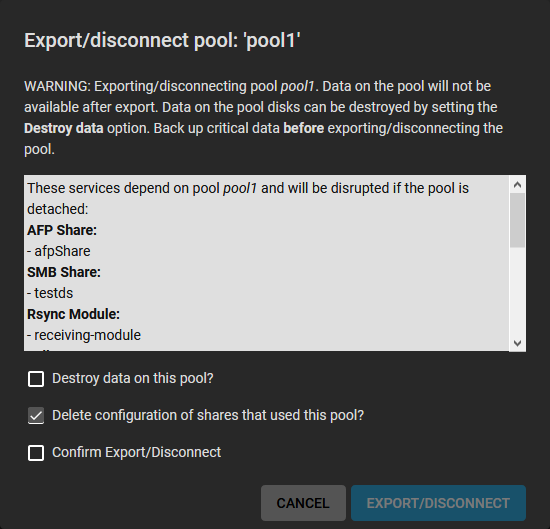 Export/disconnect pool: 'pool1'
WARNING: Exporting/disconnecting pool pool1. Data on the pool will not be
available after export. Data on the pool disks can be destroyed by setting the
Destroy data option. Back up critical data before exporting/disconnecting the
pool.
These services depend on pool pool1 and will be disrupted if the pool is
detached:
AFP Share:
- afpShare
SMB Share:
- testds
Rsync Module:
- receiving-module
Destroy data on this pool?
Delete configuration of shares that used this pool?
Confirm Export/Disconnect
CANCEL
EXPORT/DISCONNECT